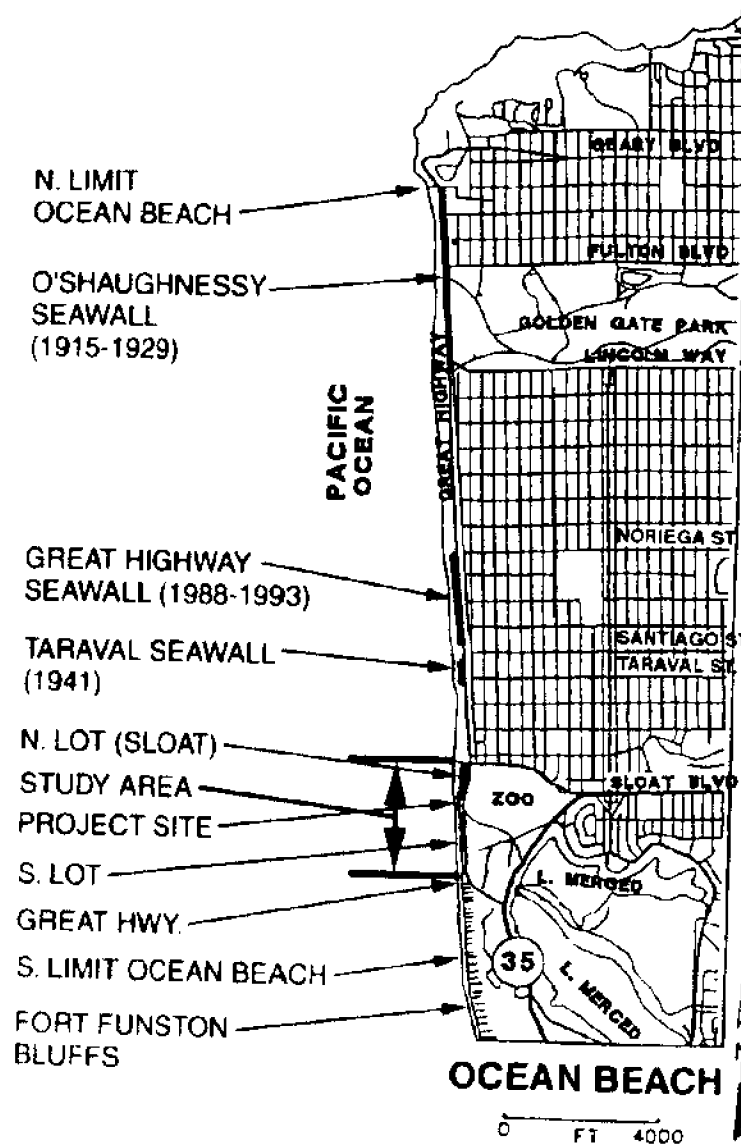 GEARY BLVD
N. LIMIT
OCEAN BEACH
FULTON BLVD
O'SHAUGHNESSY
SEAWALL
(1915-1929)
GOLDEN GATE PARK
LINCOLM WAY
GREAT HIGHWAY
PACIFIC
OCEAN
NORIEGA ST.
GREAT HIGHWAY
SEAWALL (1988-1993)
SANTIAGO ST
TARAVAL ST.
TARAVAL SEAWALL
(1941)
N. LOT (SLOAT)
STUDY AREA
PROJECT SITE
SLOAT BLVD
ZOO
S. LOT
L. MERCED
GREAT HWY.
S. LIMIT OCEAN BEACH
35
L. MERCED
FORT FUNSTON
BLUFFS
OCEAN BEACH
0 FT 4000